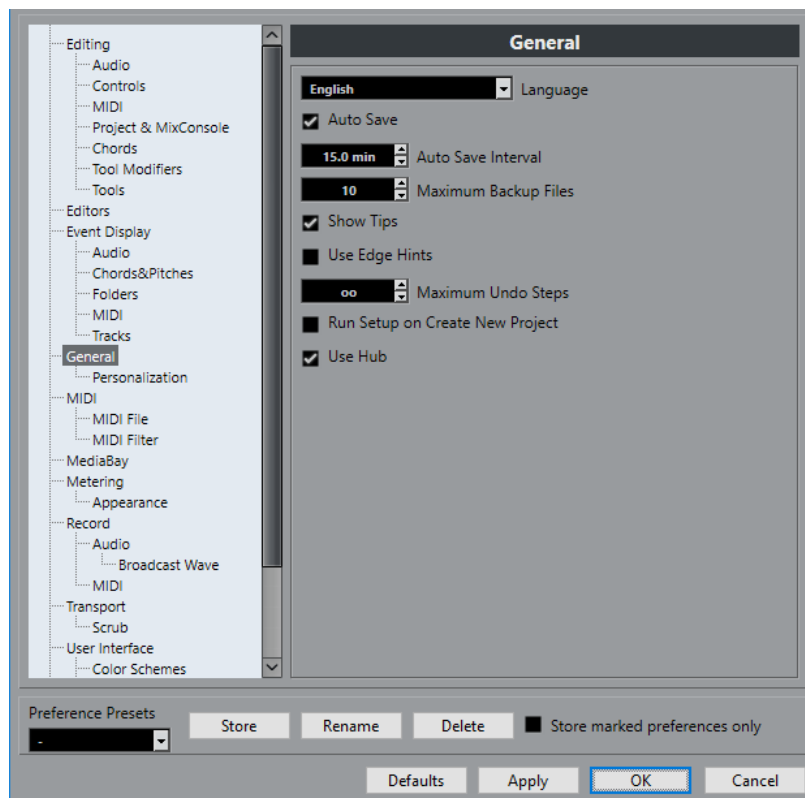 Editing
Audio
Controls
MIDI
Project & MixConsole
Chords
Tool Modifiers
Tools
Editors
Event Display
Audio
Chords&Pitches
Folders
MIDI
Tracks
General
Personalization
MIDI
MIDI File
MIDI Filter
MediaBay
Metering
Appearance
Record
Audio
Broadcast Wave
MIDI
Transport
Scrub
User Interface
Color Schemes
General
English Language
Auto Save
15.0 min Auto Save Interval
10 Maximum Backup Files
Show Tips
Use Edge Hints
oo Maximum Undo Steps
Run Setup on Create New Project
Use Hub
Preference Presets
-
Store Rename Delete Store marked preferences only
Defaults Apply OK Cancel